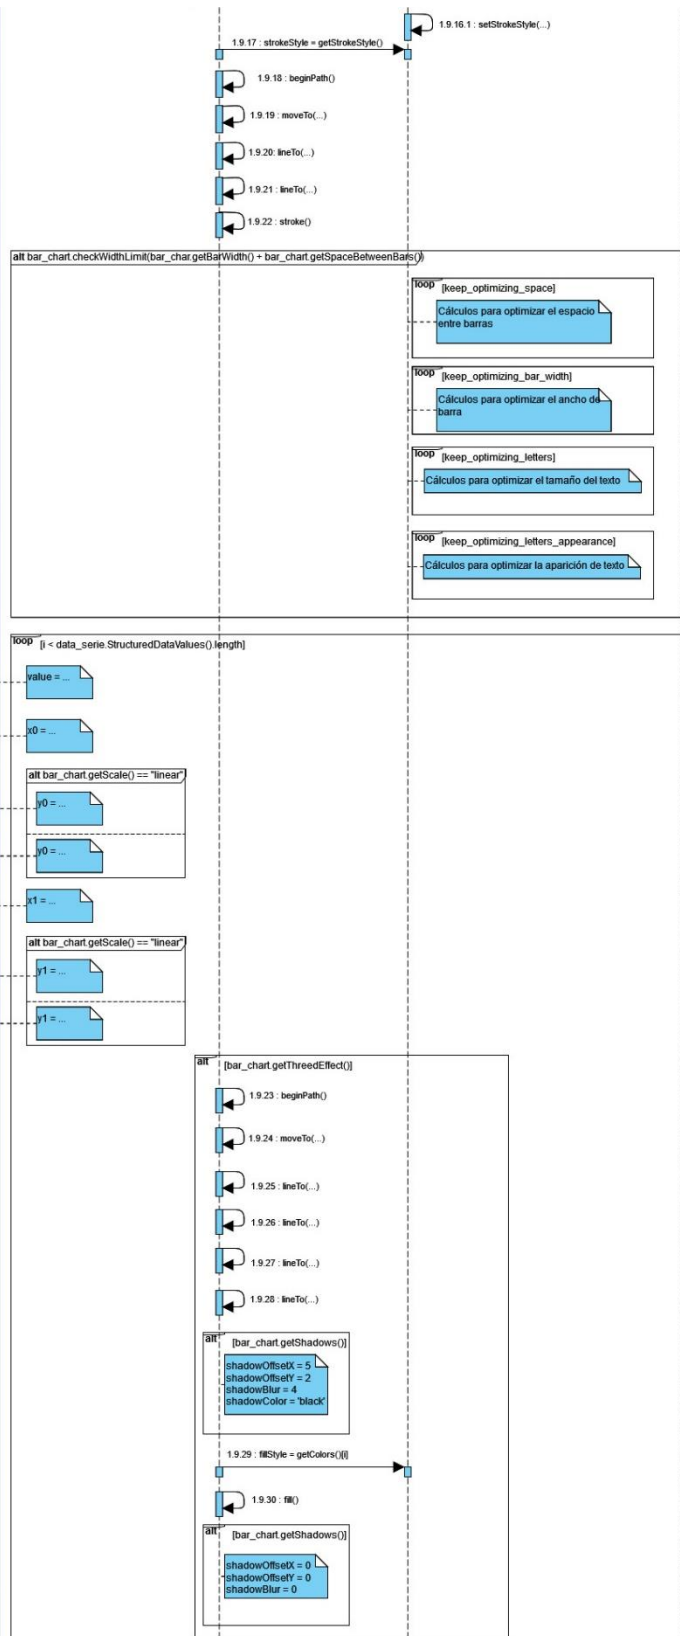 1.9.16.1 : setStrokeStyle(...)
1.9.17 : strokeStyle = getStrokeStyle()
1.9.18 : beginPath()
1.9.19 : moveTo(...)
1.9.20: lineTo(...)
1.9.21 : lineTo(...)
1.9.22 : stroke()
alt bar_chart.checkWidthLimit(bar_char.getBarWidth() + bar_chart.getSpaceBetweenBars())
loop [keep_optimizing_space]
Cálculos para optimizar el espacio
entre barras
loop [keep_optimizing_bar_width]
Cálculos para optimizar el ancho de
barra
loop [keep_optimizing_letters]
Cálculos para optimizar el tamaño del texto
loop [keep_optimizing_letters_appearance]
Cálculos para optimizar la aparición de texto
loop [i < data_serie.StructuredDataValues().length]
value = ...
x0 = ...
alt bar_chart.getScale() == "linear"
y0 = ...
y0 = ...
x1 = ...
alt bar_chart.getScale() == "linear"
y1 = ...
y1 = ...
alt [bar_chart.getThreedEffect()]
1.9.23 : beginPath()
1.9.24 : moveTo(...)
1.9.25 : lineTo(...)
1.9.26 : lineTo(...)
1.9.27 : lineTo(...)
1.9.28 : lineTo(...)
alt [bar_chart.getShadows()]
shadowOffsetX = 5
shadowOffsetY = 2
shadowBlur = 4
shadowColor = 'black'
1.9.29 : fillStyle = getColors()[i]
1.9.30 : fill()
alt [bar_chart.getShadows()]
shadowOffsetX = 0
shadowOffsetY = 0
shadowBlur = 0